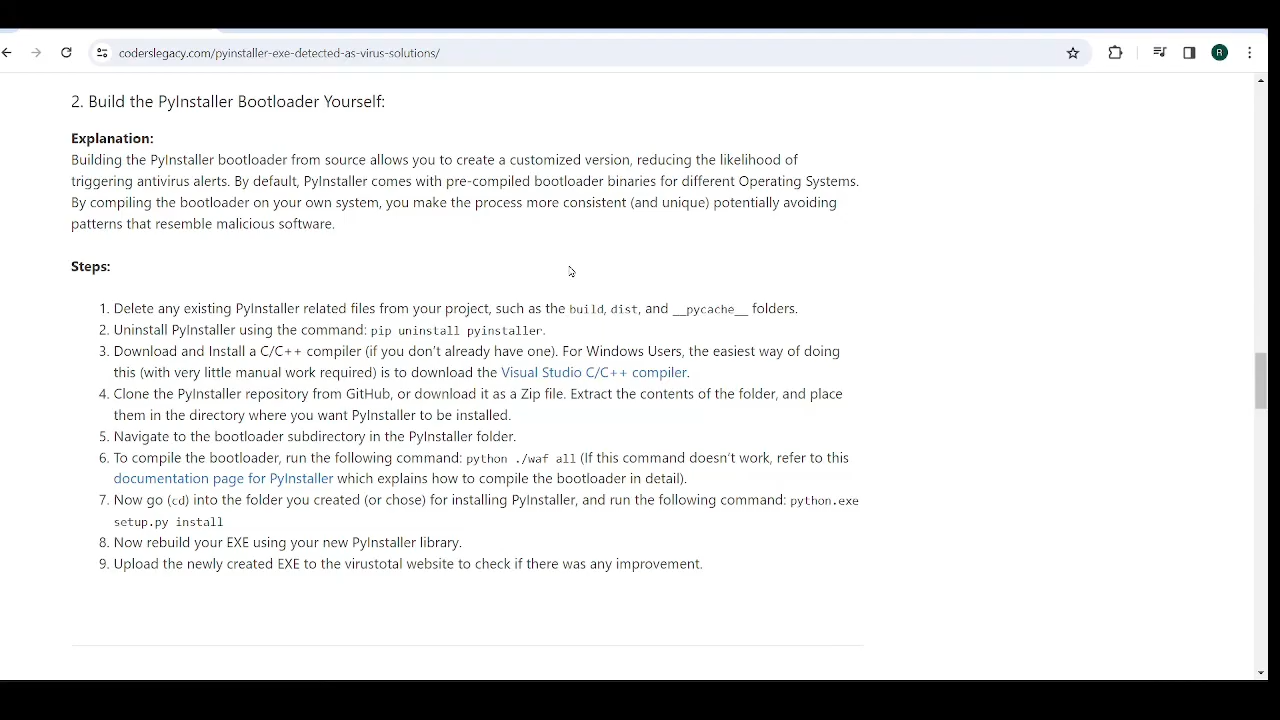 coderslegacy.com/pyinstaller-exe-detected-as-virus-solutions/
R
2. Build the PyInstaller Bootloader Yourself:
Explanation:
Building the PyInstaller bootloader from source allows you to create a customized version, reducing the likelihood of
triggering antivirus alerts. By default, PyInstaller comes with pre-compiled bootloader binaries for different Operating Systems.
By compiling the bootloader on your own system, you make the process more consistent (and unique) potentially avoiding
patterns that resemble malicious software.
Steps:
1. Delete any existing PyInstaller related files from your project, such as the build, dist, and __pycache__ folders.
2. Uninstall PyInstaller using the command: pip uninstall pyinstaller.
3. Download and Install a C/C++ compiler (if you don’t already have one). For Windows Users, the easiest way of doing
this (with very little manual work required) is to download the Visual Studio C/C++ compiler.
4. Clone the PyInstaller repository from GitHub, or download it as a Zip file. Extract the contents of the folder, and place
them in the directory where you want PyInstaller to be installed.
5. Navigate to the bootloader subdirectory in the PyInstaller folder.
6. To compile the bootloader, run the following command: python ./waf all (If this command doesn’t work, refer to this
documentation page for PyInstaller which explains how to compile the bootloader in detail).
7. Now go (cd) into the folder you created (or chose) for installing PyInstaller, and run the following command: python.exe
setup.py install
8. Now rebuild your EXE using your new PyInstaller library.
9. Upload the newly created EXE to the virustotal website to check if there was any improvement.